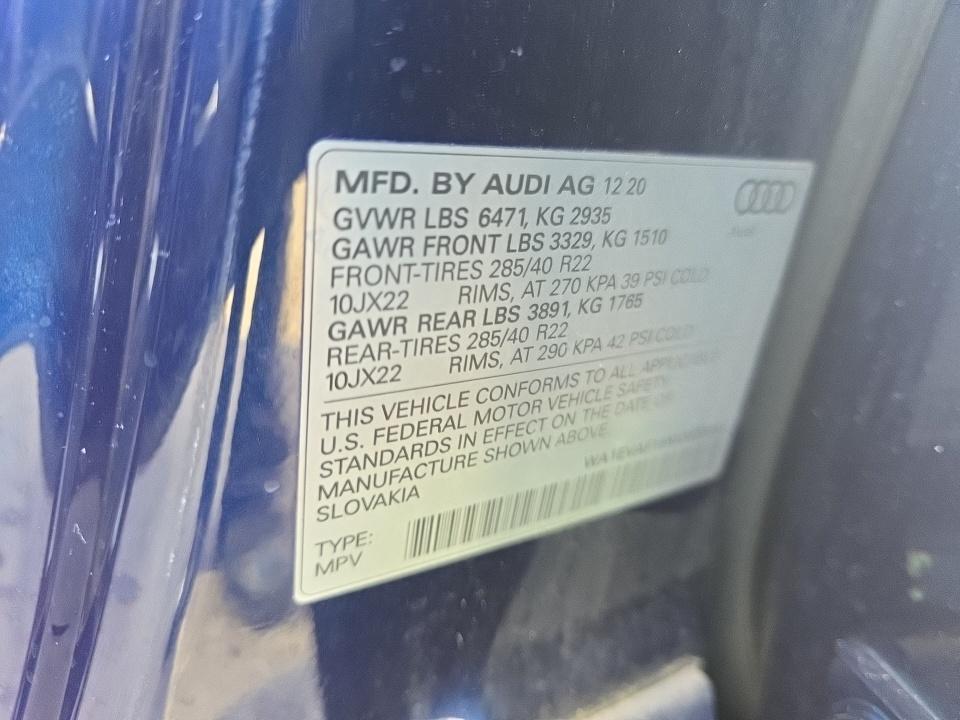 MFD. BY AUDI AG 12 20
GVWR LBS 6471, KG 2935
GAWR FRONT LBS 3329, KG 1510
FRONT-TIRES 285/40 R22
10JX22 RIMS, AT 270 KPA 39 PSI COLD
GAWR REAR LBS 3891, KG 1765
REAR-TIRES 285/40 R22
10JX22 RIMS, AT 290 KPA 42 PSI COLD
THIS VEHICLE CONFORMS TO ALL APPLICABLE
U.S. FEDERAL MOTOR VEHICLE SAFETY
STANDARDS IN EFFECT ON THE DATE OF
MANUFACTURE SHOWN ABOVE.
SLOVAKIA
TYPE:
MPV